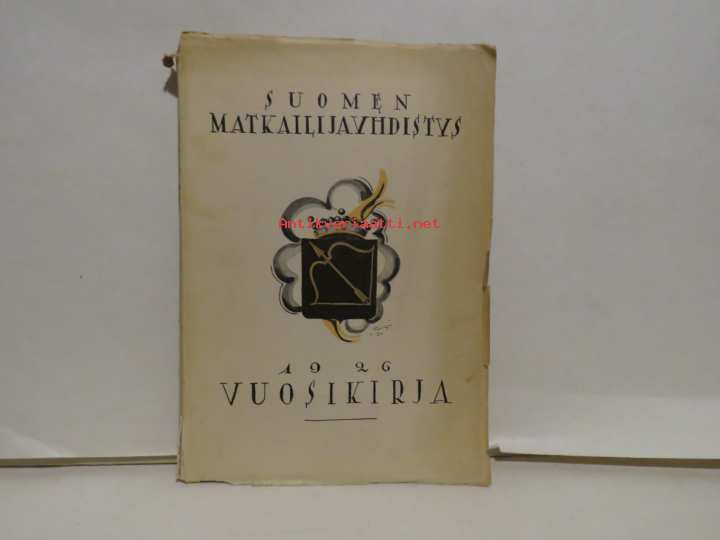 SUOMEN
MATKAILIJAYHDISTYS
Antikvariaatti.net
1926
VUOSIKIRJA